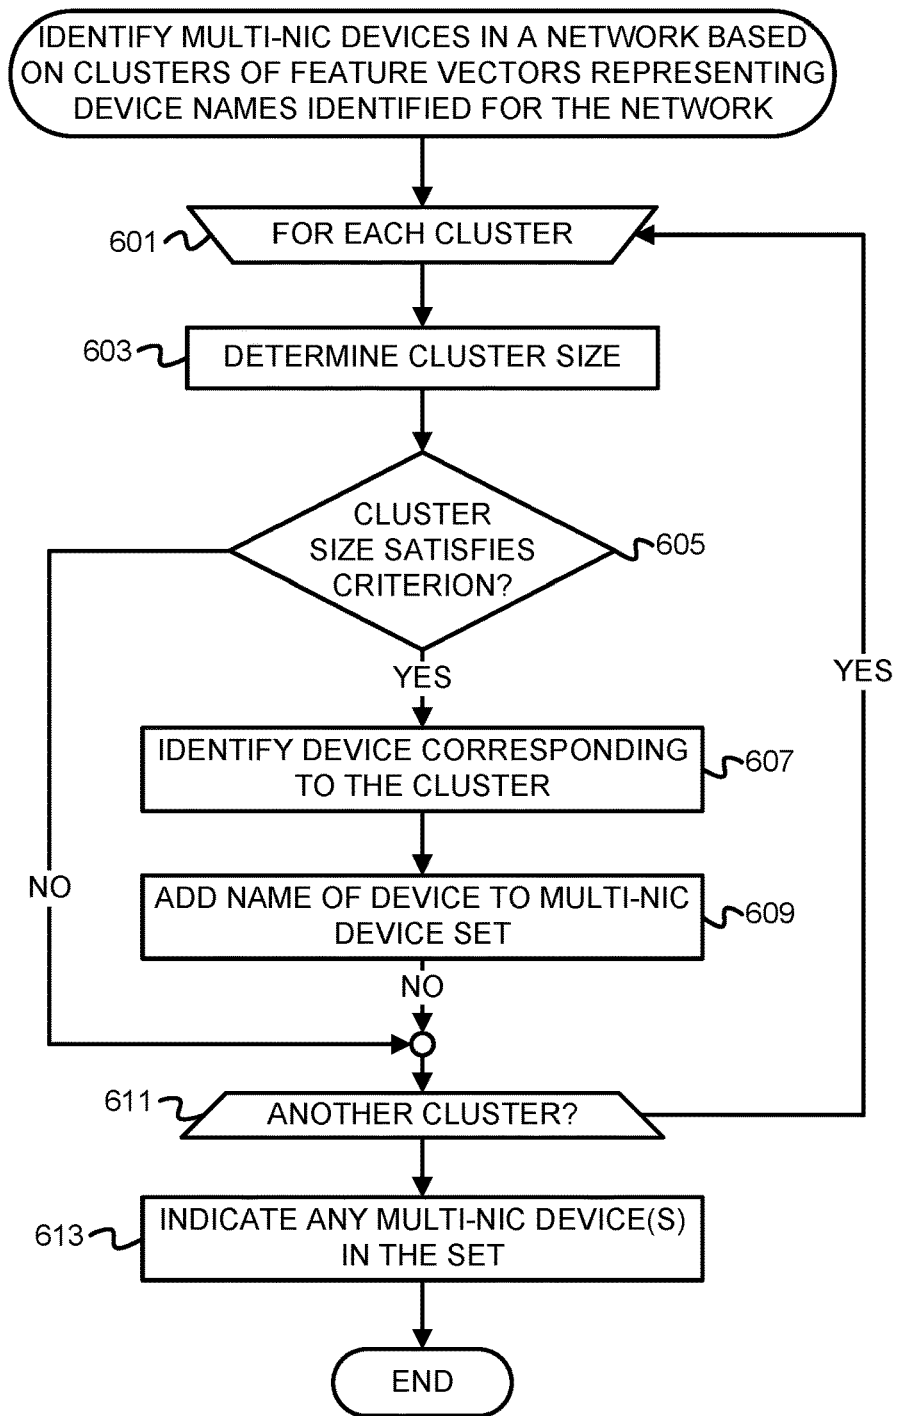 IDENTIFY MULTI-NIC DEVICES IN A NETWORK BASED
ON CLUSTERS OF FEATURE VECTORS REPRESENTING
DEVICE NAMES IDENTIFIED FOR THE NETWORK
601
FOR EACH CLUSTER
603
DETERMINE CLUSTER SIZE
CLUSTER
SIZE SATISFIES
CRITERION?
605
YES
YES
IDENTIFY DEVICE CORRESPONDING
TO THE CLUSTER
607
NO
ADD NAME OF DEVICE TO MULTI-NIC
DEVICE SET
609
NO
611
ANOTHER CLUSTER?
613
INDICATE ANY MULTI-NIC DEVICE(S)
IN THE SET
END